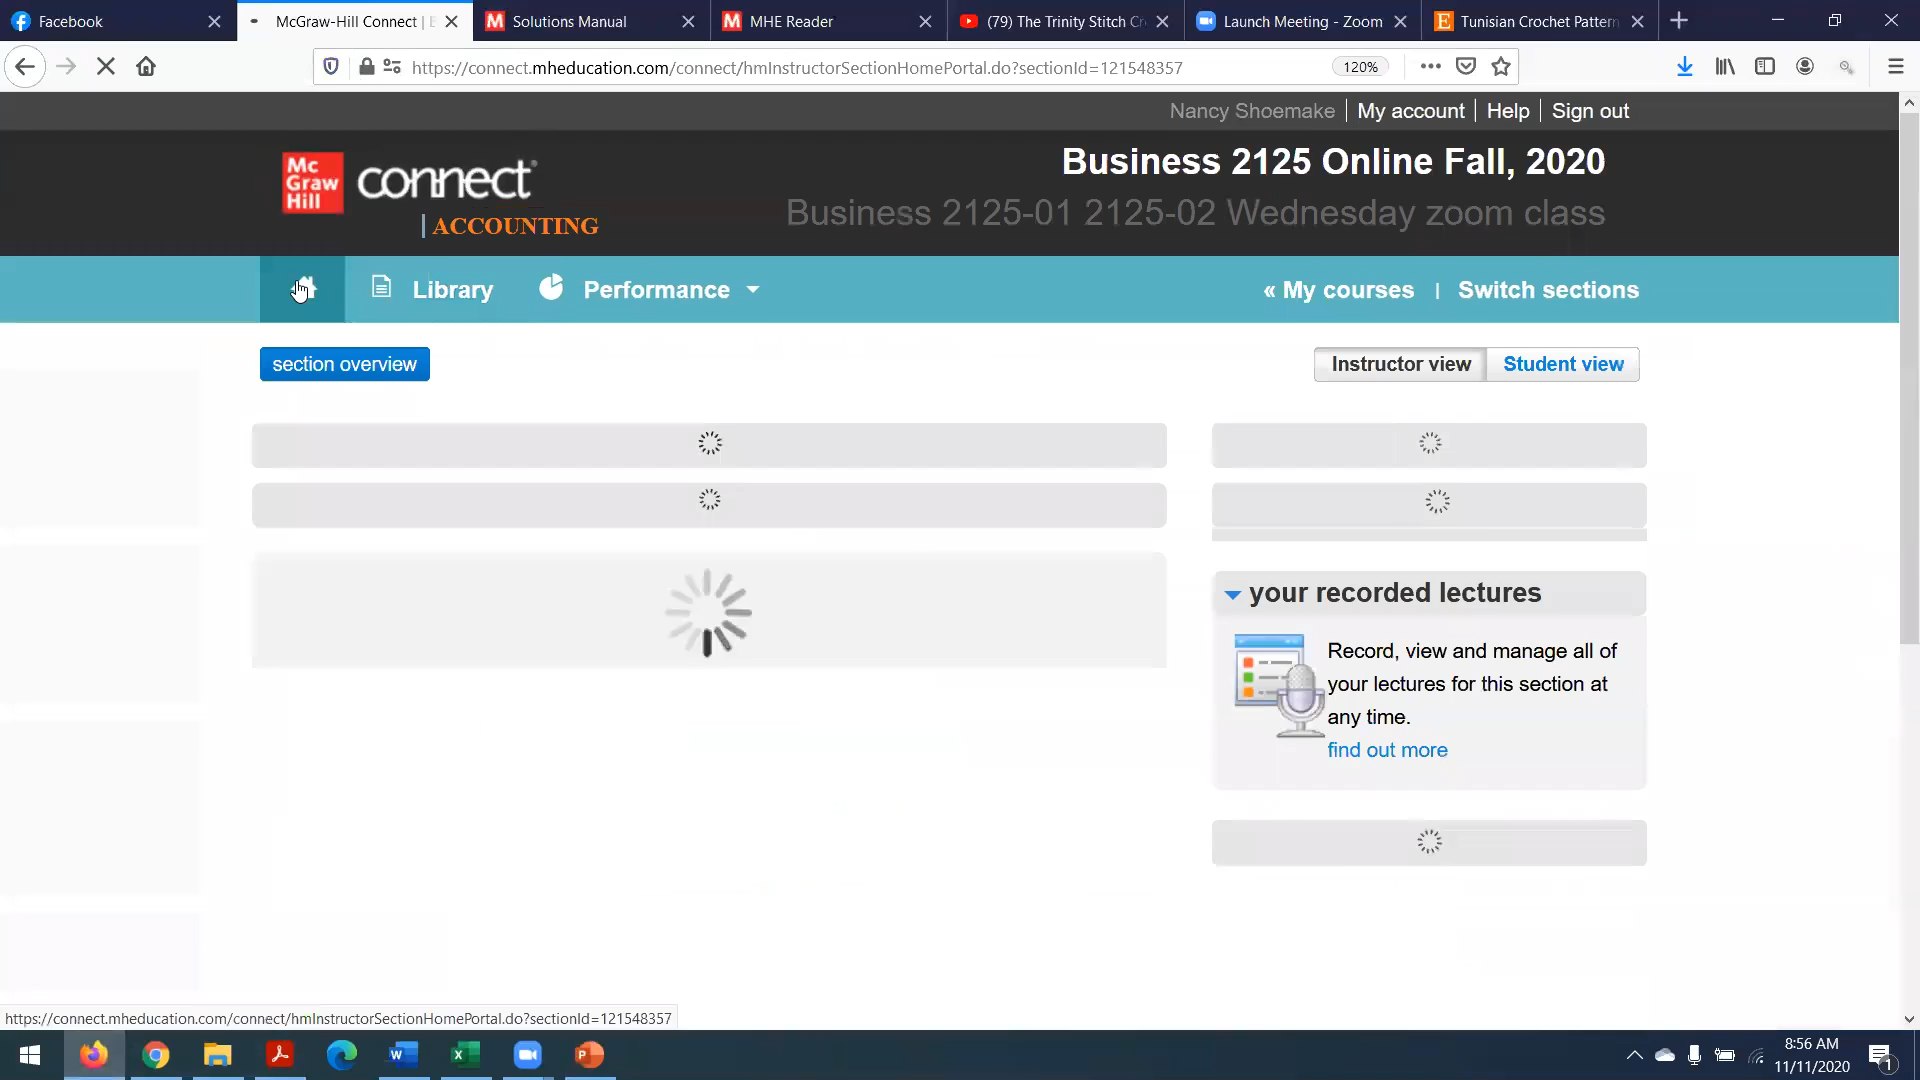 Facebook
McGraw-Hill Connect |
Solutions Manual
MHE Reader
(79) The Trinity Stitch Cr
Launch Meeting - Zoom
Tunisian Crochet Pattern
https://connect.mheducation.com/connect/hmInstructorSectionHomePortal.do?sectionId=121548357
120%
Nancy Shoemake | My account | Help | Sign out
Mc Graw Hill
connect
| ACCOUNTING
Business 2125 Online Fall, 2020
Business 2125-01 2125-02 Wednesday zoom class
Library
Performance
« My courses | Switch sections
section overview
Instructor view
Student view
your recorded lectures
Record, view and manage all of
your lectures for this section at
any time.
find out more
https://connect.mheducation.com/connect/hmInstructorSectionHomePortal.do?sectionId=121548357
8:56 AM
11/11/2020
1